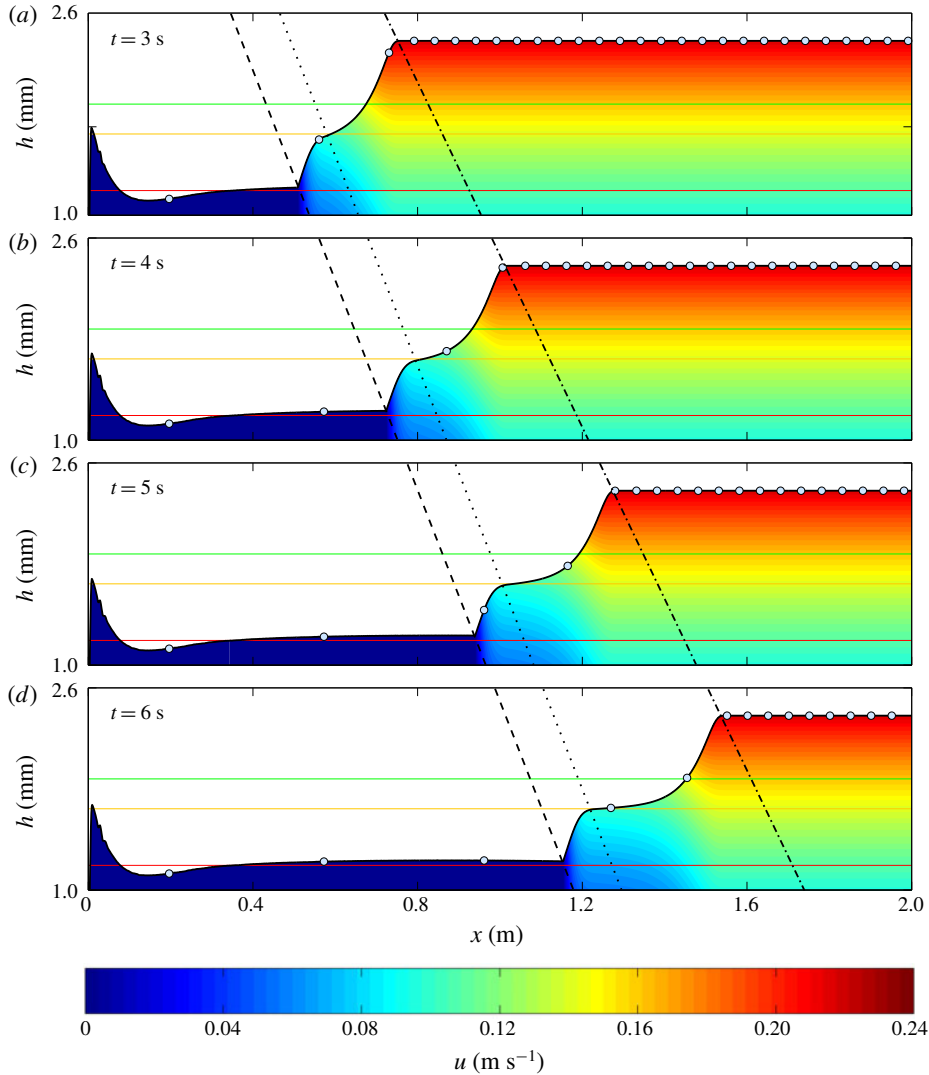 (a)
2.6
t = 3 s
h (mm)
1.0
(b)
2.6
t = 4 s
h (mm)
1.0
(c)
2.6
t = 5 s
h (mm)
1.0
(d)
2.6
t = 6 s
h (mm)
1.0
0 0.4 0.8 1.2 1.6 2.0
x (m)
0 0.04 0.08 0.12 0.16 0.20 0.24
u (m s⁻¹)